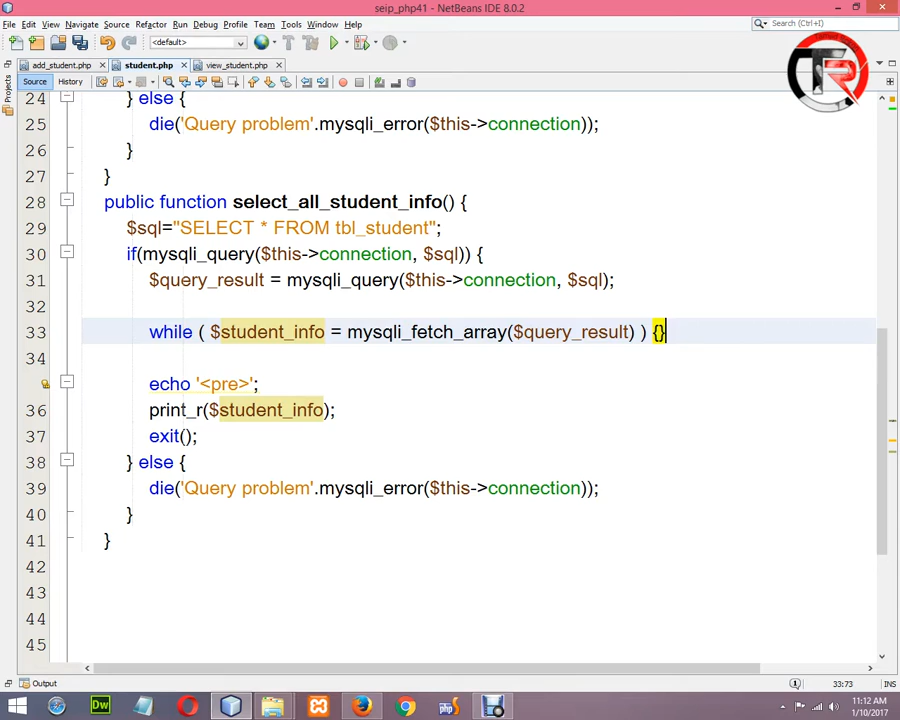 seip_php41 - NetBeans IDE 8.0.2
File Edit View Navigate Source Refactor Run Debug Profile Team Tools Window Help
<default>
Search (Ctrl+I)
add_student.php student.php view_student.php
Source History
Projects
24 } else {
25 die('Query problem'.mysqli_error($this->connection));
26 }
27 }
28 public function select_all_student_info() {
29 $sql="SELECT * FROM tbl_student";
30 if(mysqli_query($this->connection, $sql)) {
31 $query_result = mysqli_query($this->connection, $sql);
32
33 while ( $student_info = mysqli_fetch_array($query_result) ) {}
34
echo '<pre>';
36 print_r($student_info);
37 exit();
38 } else {
39 die('Query problem'.mysqli_error($this->connection));
40 }
41 }
42
43
44
45
Output
33:73 INS
Dw
php
11:12 AM
1/10/2017